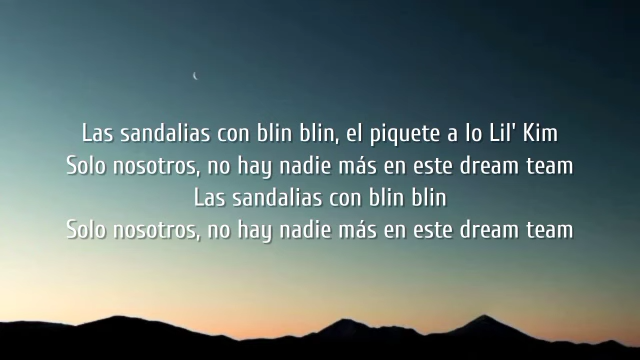 Las sandalias con blin blin, el piquete a lo Lil' Kim
Solo nosotros, no hay nadie más en este dream team
Las sandalias con blin blin
Solo nosotros, no hay nadie más en este dream team